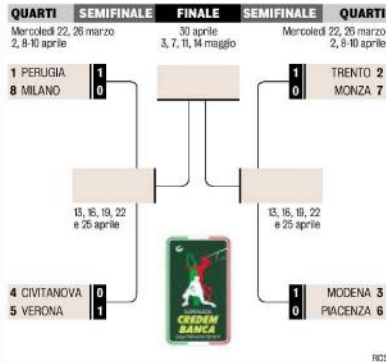 QUARTI SEMIFINALE FINALE SEMIFINALE QUARTI
Mercoledì 22, 26 marzo
2, 8-10 aprile
30 aprile
3, 7, 11, 14 maggio
Mercoledì 22, 26 marzo
2, 8-10 aprile
1 PERUGIA 1
8 MILANO 0
1 TRENTO 2
0 MONZA 7
13, 16, 19, 22
e 25 aprile
13, 16, 19, 22
e 25 aprile
4 CIVITANOVA 0
5 VERONA 1
SUPERLEGA
CREDEM
BANCA
1 MODENA 3
0 PIACENZA 6
RCS